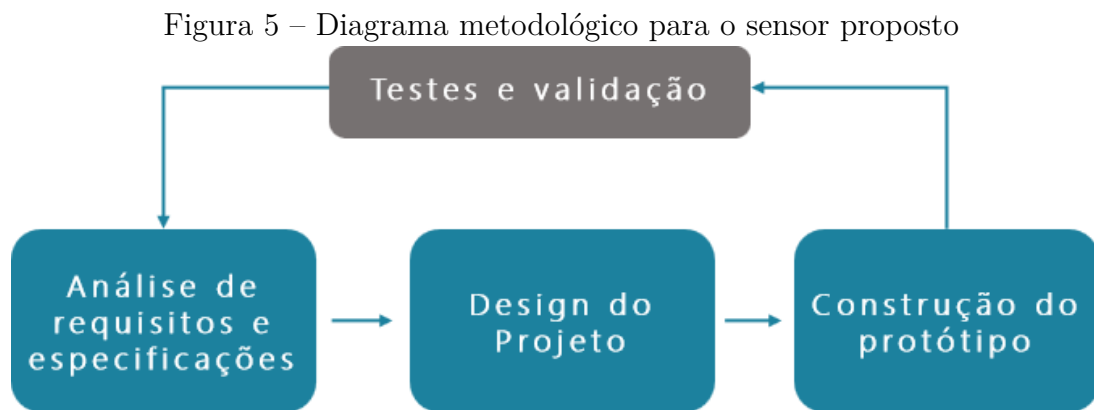 Figura 5 – Diagrama metodológico para o sensor proposto
Testes e validação
Análise de
requisitos e
especificações
Design do
Projeto
Construção do
protótipo